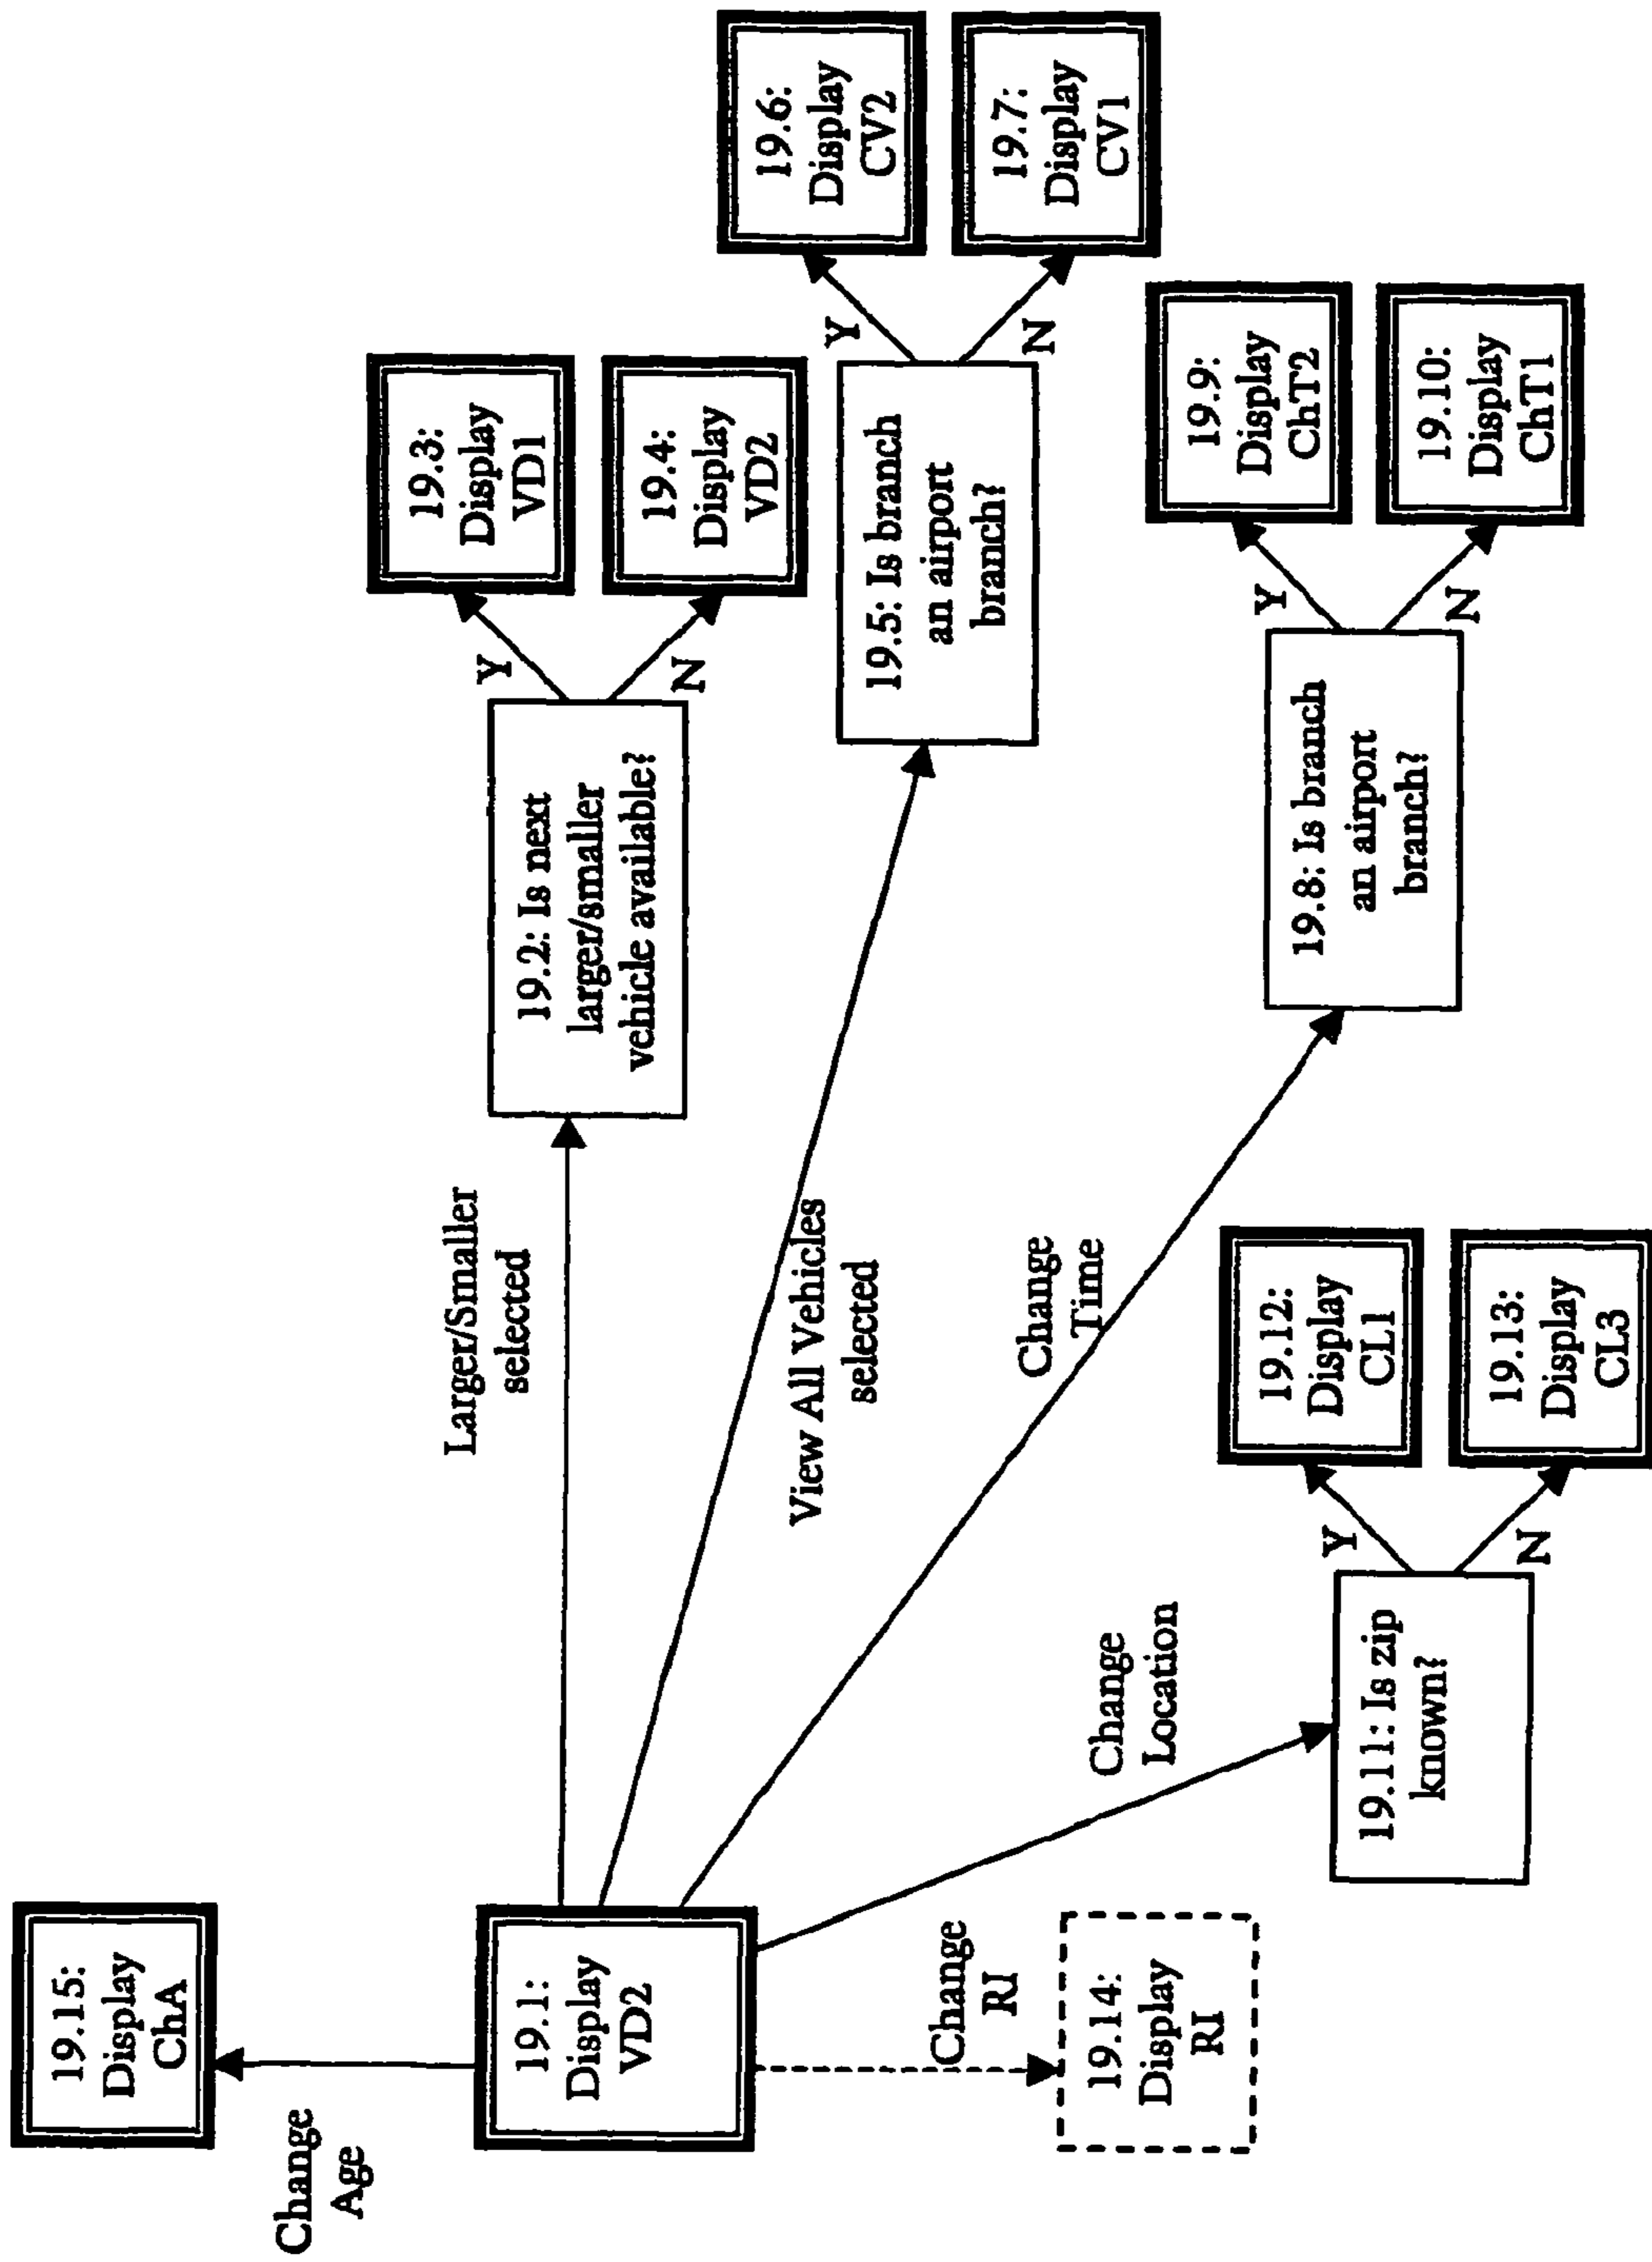 19.15:
Display
ChA
Change
Age
19.1:
Display
VD2
Change
RI
19.14:
Display
RI
Larger/Smaller
selected
19.2: Is next
larger/smaller
vehicle available?
Y
N
19.3:
Display
VD1
19.4:
Display
VD2
View All Vehicles
selected
19.5: Is branch
an airport
branch?
Y
N
19.6:
Display
CV2
19.7:
Display
CV1
Change
Time
19.8: Is branch
an airport
branch?
Y
N
19.9:
Display
ChT2
19.10:
Display
ChT1
Change
Location
19.11: Is zip
known?
Y
N
19.12:
Display
CL1
19.13:
Display
CL3